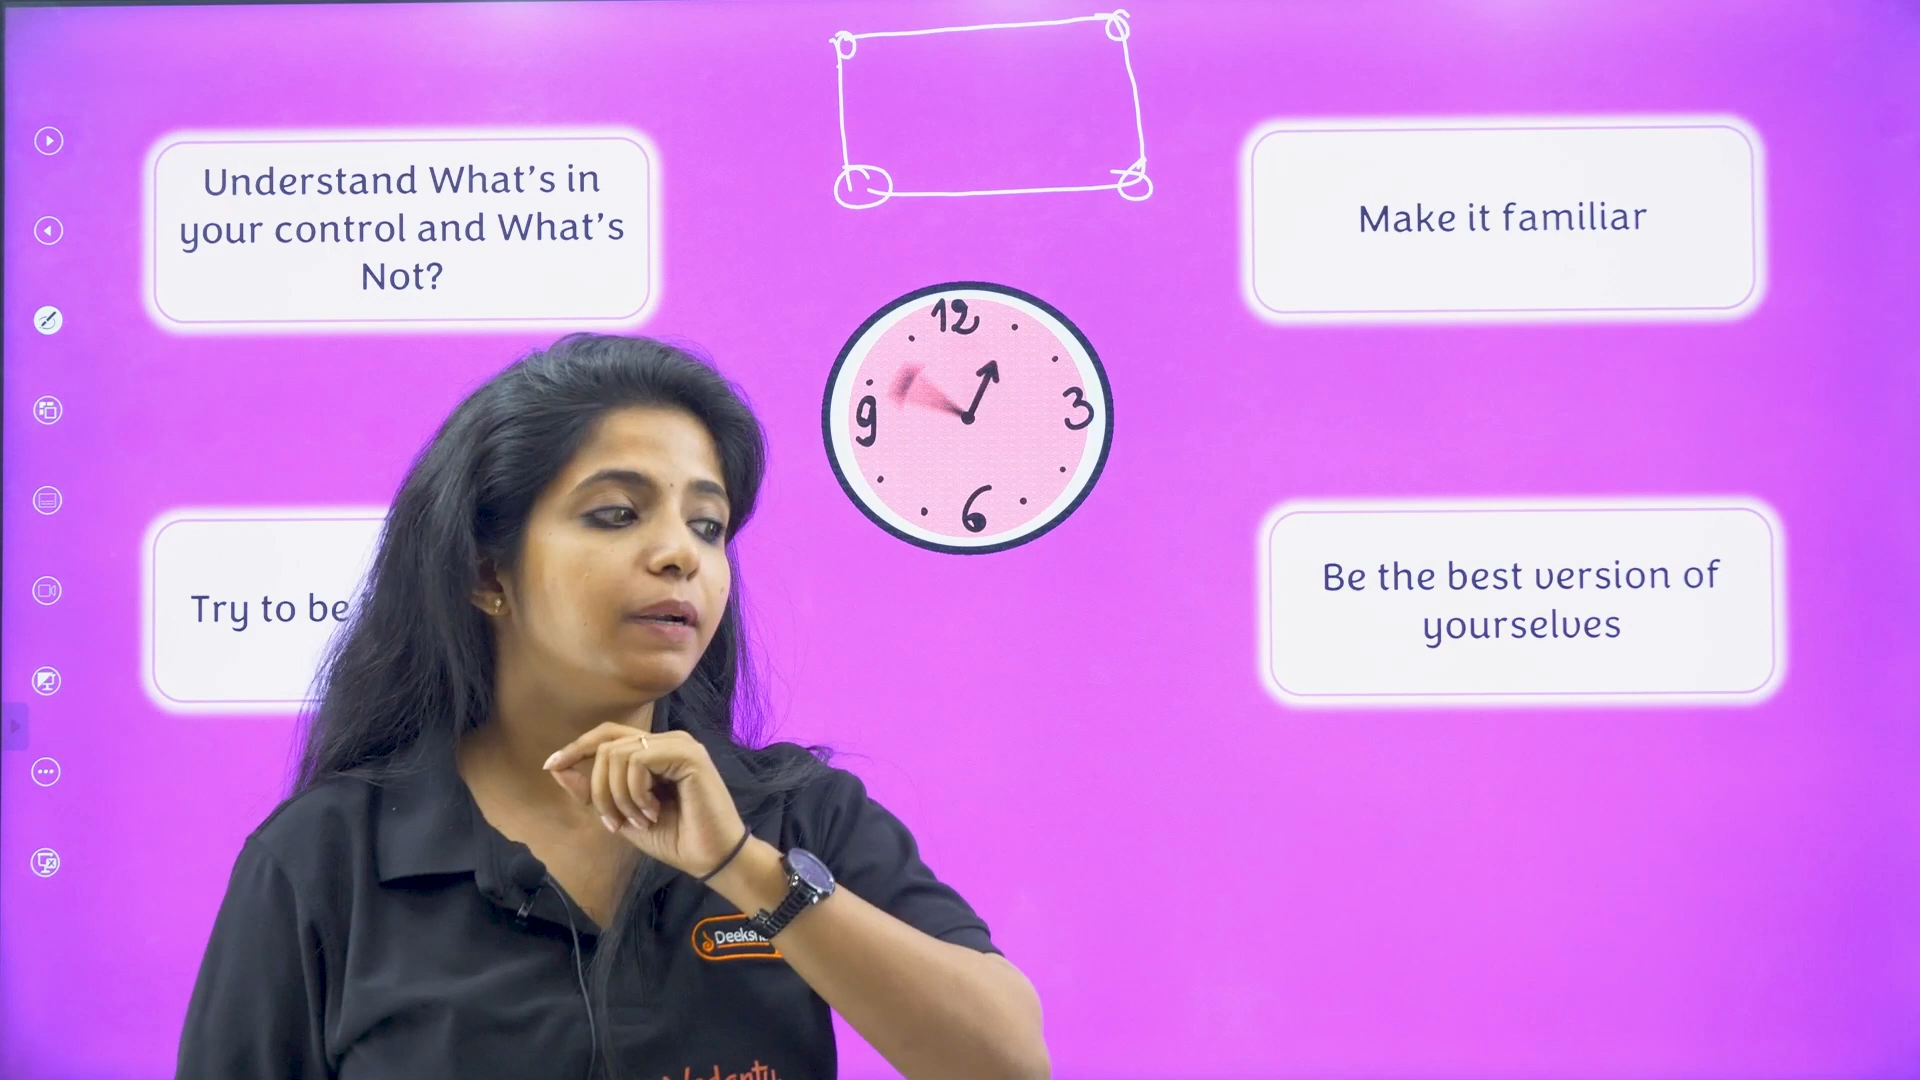 Understand What's in
your control and What's
Not?
Make it familiar
12
9
3
6
Try to be
Be the best version of
yourselves